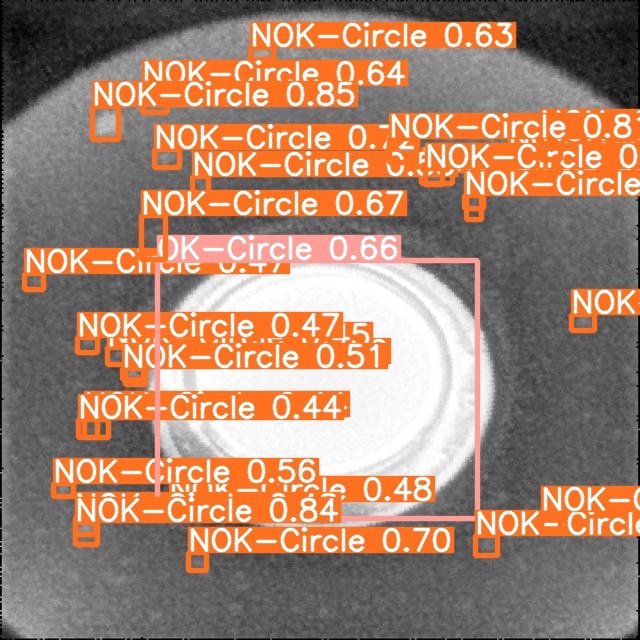 NOK-Circle 0.63
NOK-Circle 0.64
NOK-Circle 0.85
NOK-Circle 0.8
NOK-Circle
NOK-Circle 0.
NOK-Circle 0.
NOK-Circle
NOK-Circle 0.67
OK-Circle 0.66
NOK-Circle 0.47
NOK
NOK-Circle 0.47
NOK-Circle 0.51
NOK-Circle 0.44
NOK-Circle 0.56
Circle 0.48
NOK-C
NOK-Circle 0.84
NOK-Circle
NOK-Circle 0.70